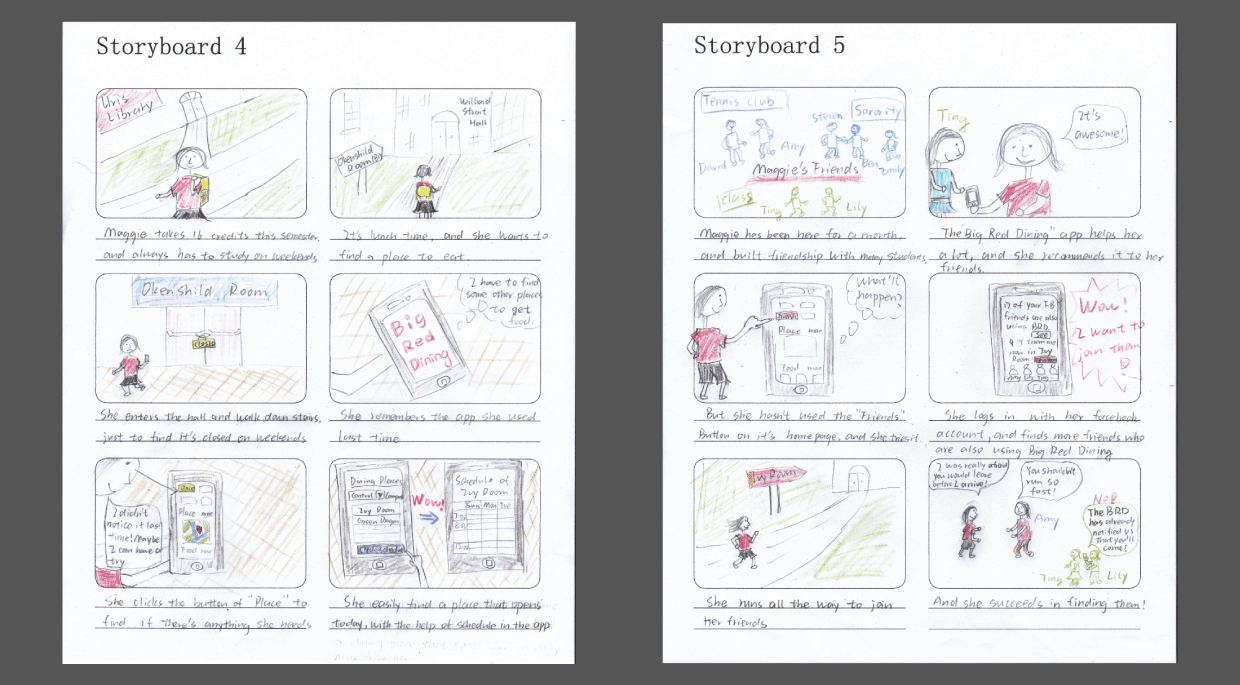 Storyboard 4
Uris
Library
Maggie takes 16 credits this semester,
and always has to study on weekends
Willard
Strait
Hall
Okenshild
Room
It's lunch time, and she wants to
find a place to eat.
Okenshild Room
closed
She enters the hall and walk down stairs,
just to find it's closed on weekends
I have to find
some other places
to get
food.
Big
Red
Dining
She remembers the app she used
last time
I didn't
notice it last
time! Maybe
I can have a
try
Place
Place
Food
She clicks the button of "Place" to
find if there's anything she needs
Dining Places
Central
Ivy Room
Green Dragon
Wow!
Schedule of
Ivy Room
Sun Mon Tue
She easily find a place that opens
today, with the help of schedule in the app
Storyboard 5
Tennis club
David
Amy
Steven
Sorority
Ben
Emily
Maggie's Friends
class
Ting
Lily
Maggie has been here for a month,
and built friendship with many students
Ting
It's
awesome!
The "Big Red Dining" app helps her
a lot, and she recommends it to her
friends.
What'll
happen?
Place
Food
But she hasn't used the "Friends"
Button on it's homepage, and she tries it.
12 of your FB
friends are also
using BRD
See
4 of them are
now in Ivy
Room
Wow!
I want to
join them
She logs in with her facebook
account, and finds more friends who
are also using Big Red Dining
Ivy Room
She runs all the way to join
her friends
I was really afraid
you would leave
before I arrive!
You shouldn't
run so
fast!
Amy
No!
The BRD
has already
notified us
that you'll
come!
Ting
Lily
And she succeeds in finding them!